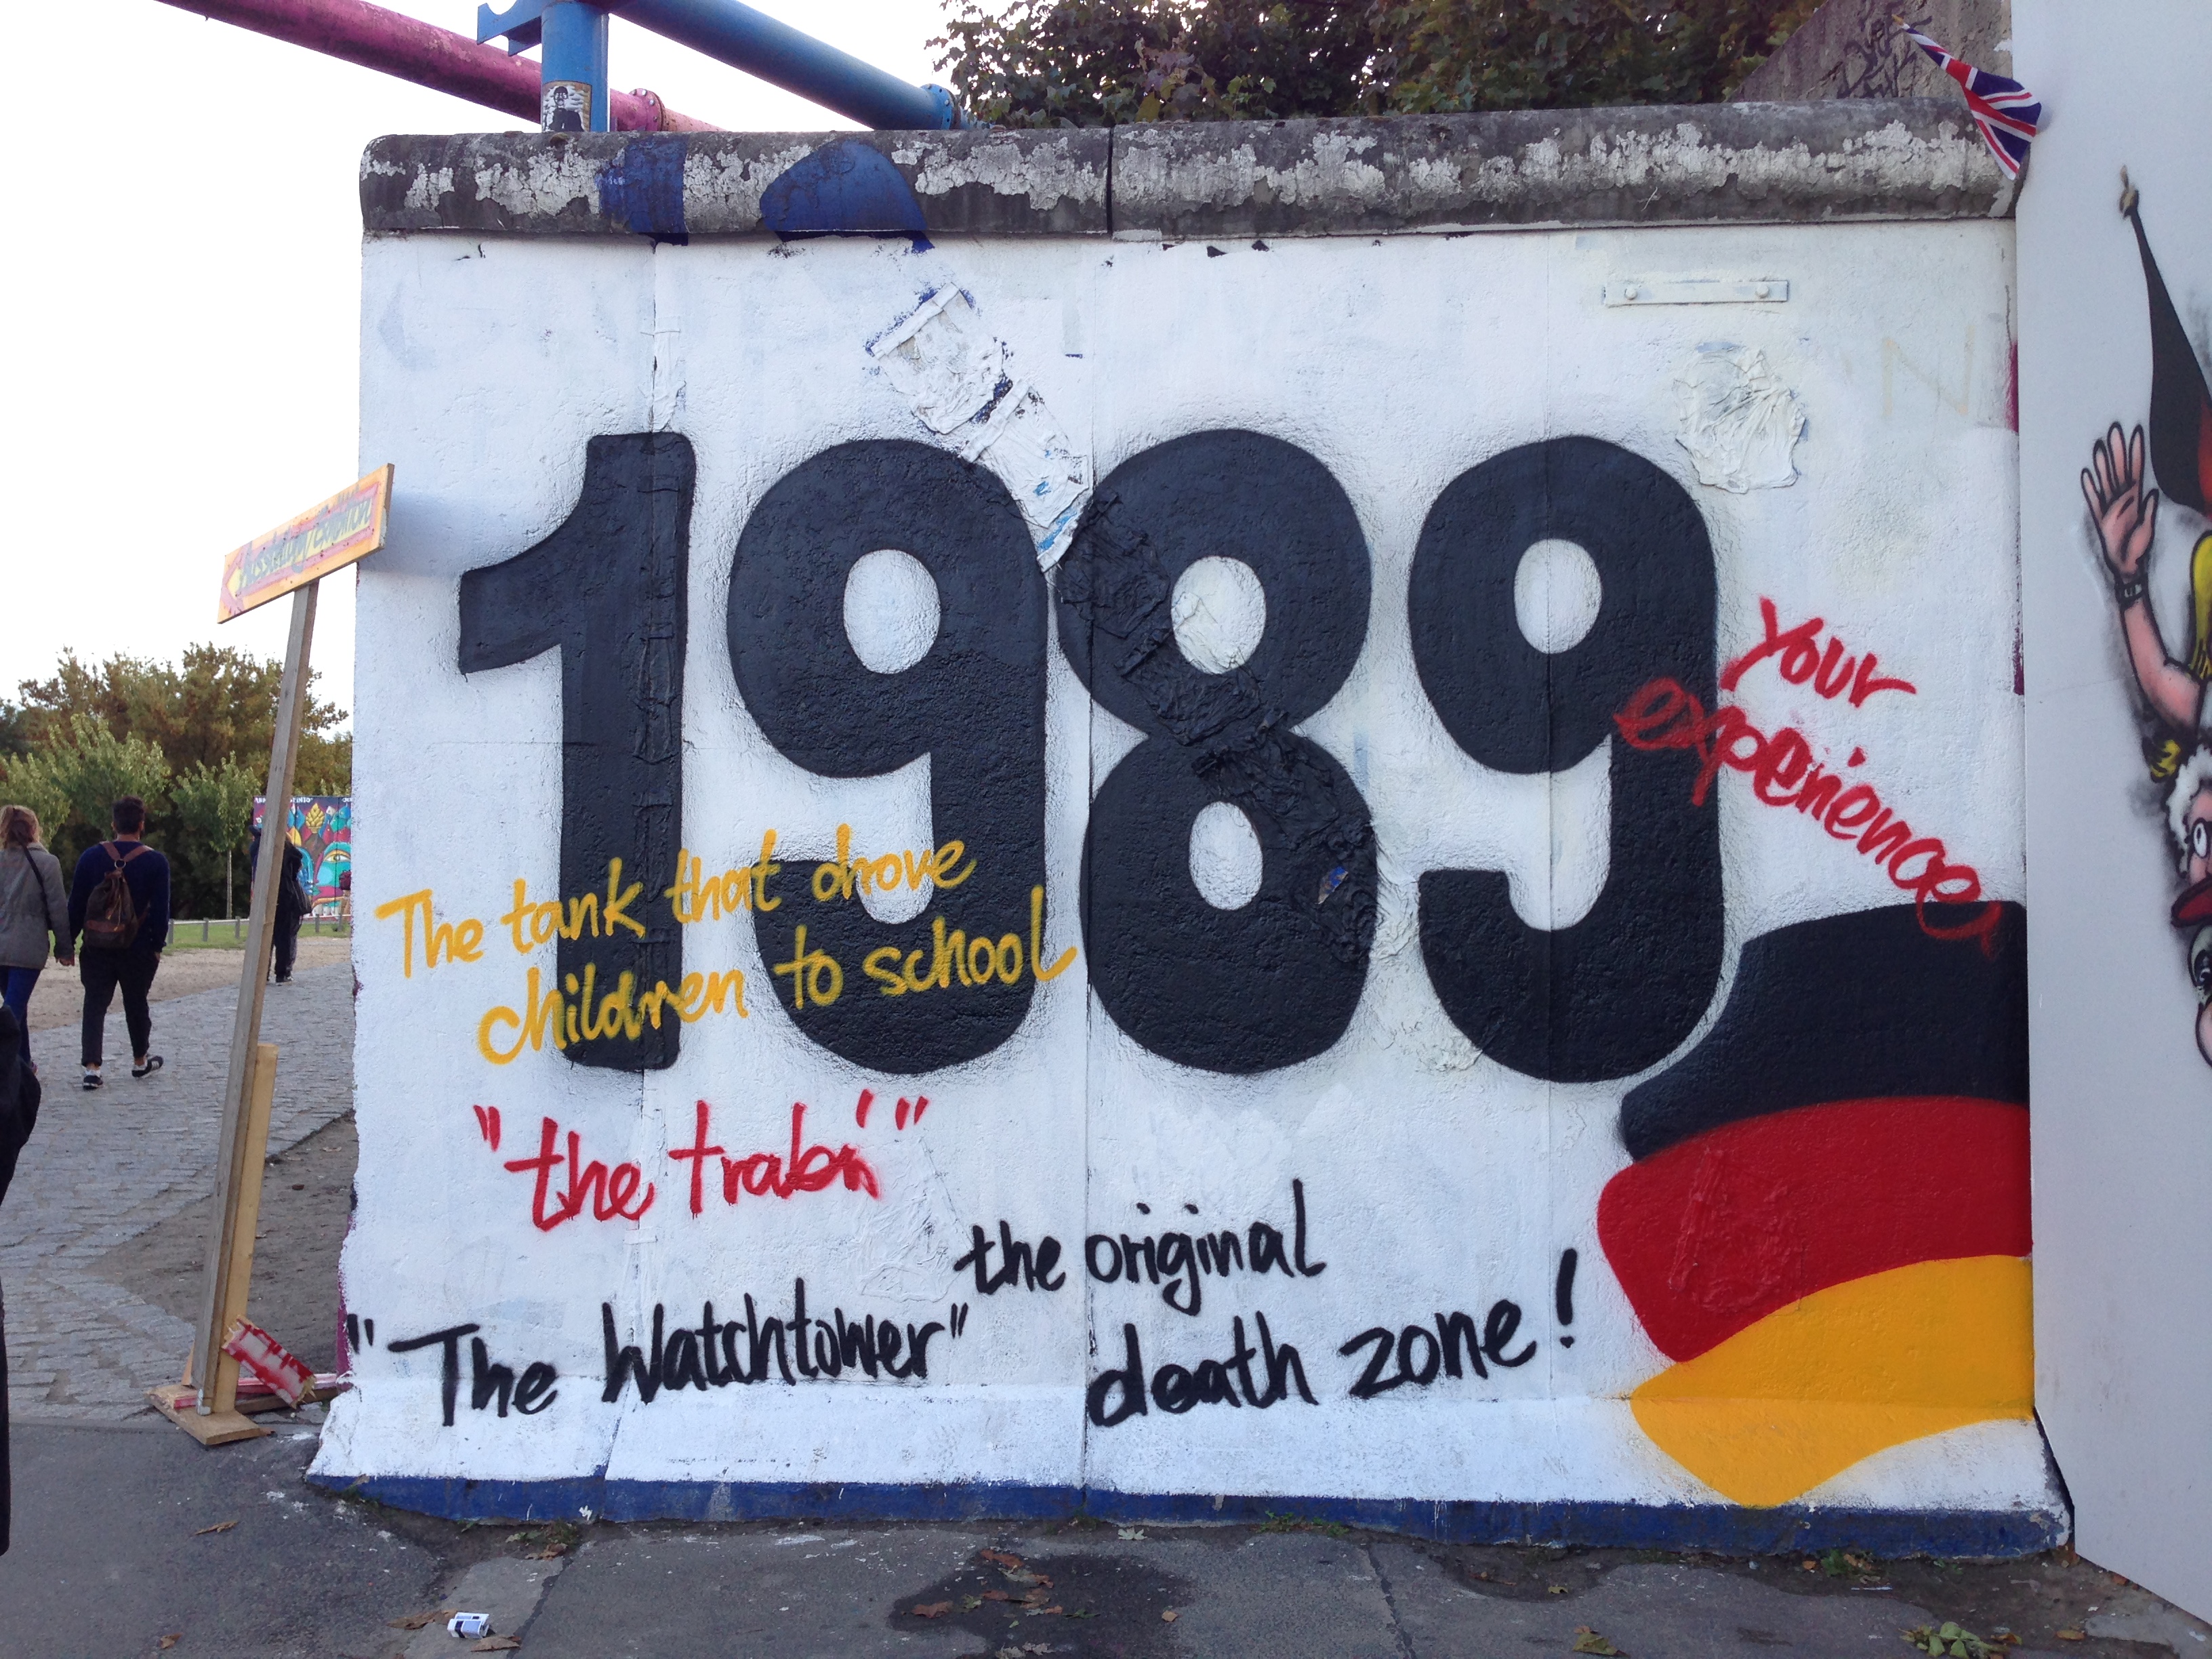 1989
your
experience
The tank that drove
children to school
"the trabi"
"The Watchtower"
the original
death zone!